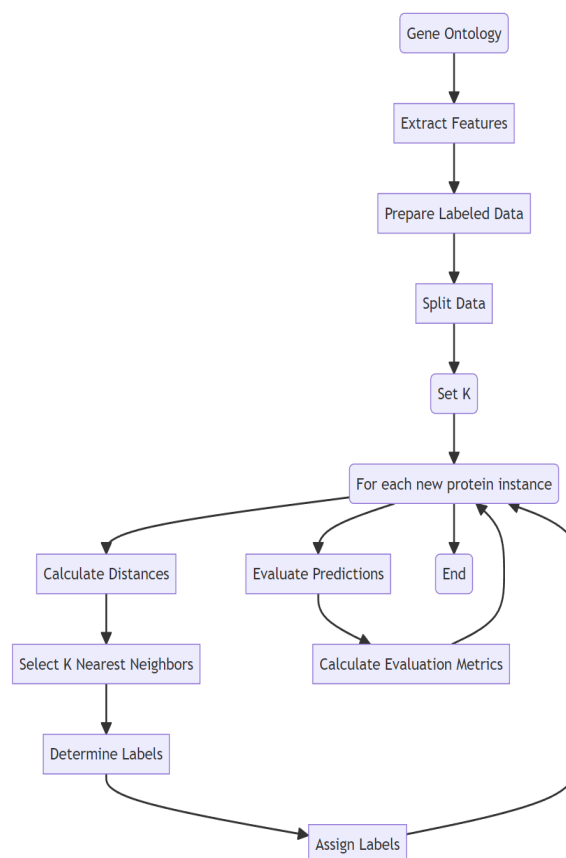 Gene Ontology
Extract Features
Prepare Labeled Data
Split Data
Set K
For each new protein instance
Calculate Distances
Evaluate Predictions
End
Select K Nearest Neighbors
Calculate Evaluation Metrics
Determine Labels
Assign Labels